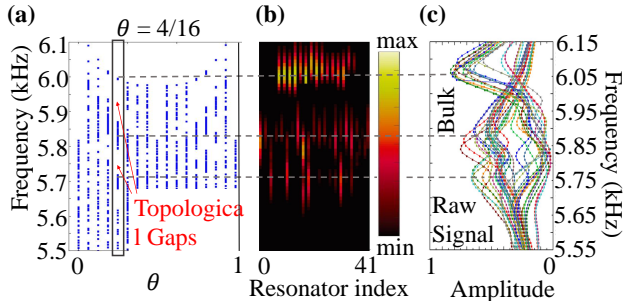 (a)
θ = 4/16
(b)
(c)
Frequency (kHz)
6.1
6.0
5.9
5.8
5.7
5.6
5.5
Topologica
l Gaps
0
θ
1
max
min
0
41
Resonator index
Bulk
Raw
Signal
1
Amplitude
0
6.15
6.05
5.95
5.85
5.75
5.65
5.55
Frequency (kHz)